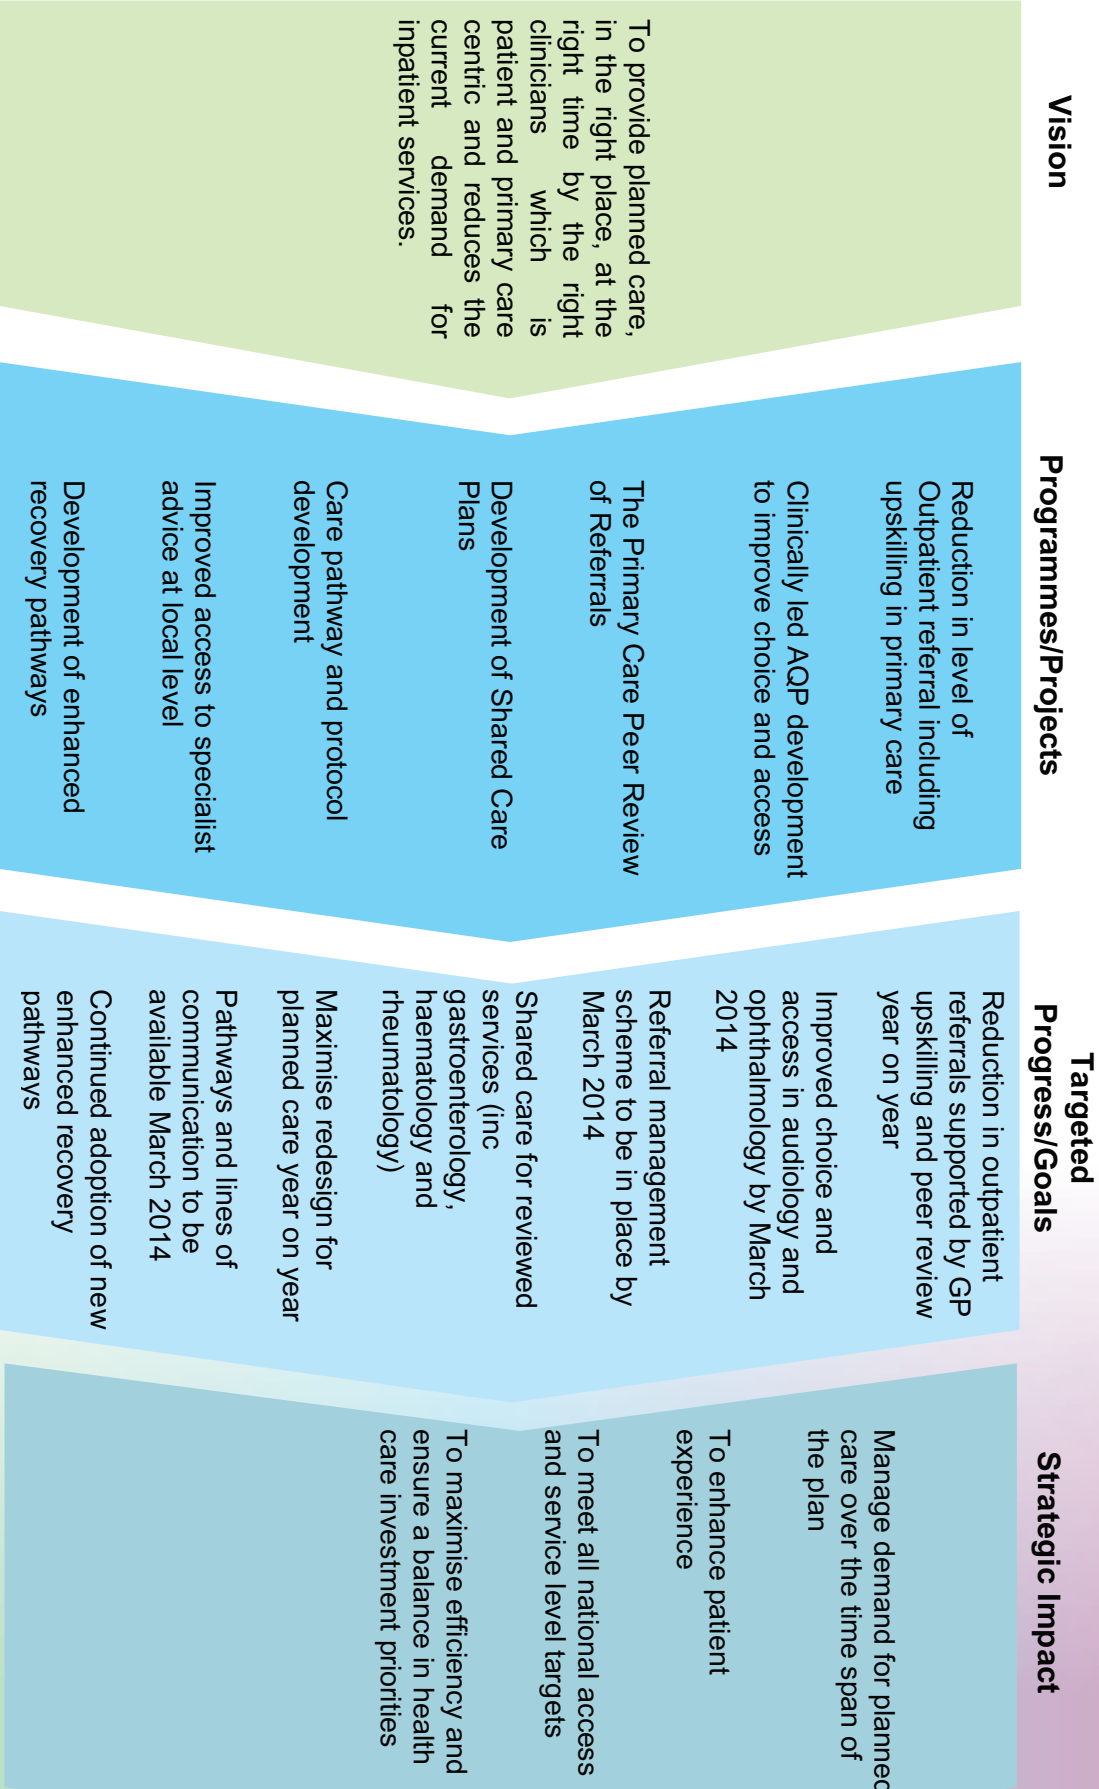 Vision
To provide planned care,
in the right place, at the
right time by the right
clinicians which is
patient and primary care
centric and reduces the
current demand for
inpatient services.
Programmes/Projects
Reduction in level of
Outpatient referral including
upskilling in primary care
Clinically led AQP development
to improve choice and access
The Primary Care Peer Review
of Referrals
Development of Shared Care
Plans
Care pathway and protocol
development
Improved access to specialist
advice at local level
Development of enhanced
recovery pathways
Targeted
Progress/Goals
Reduction in outpatient
referrals supported by GP
upskilling and peer review
year on year
Improved choice and
access in audiology and
ophthalmology by March
2014
Referral management
scheme to be in place by
March 2014
Shared care for reviewed
services (inc
gastroenterology,
haematology and
rheumatology)
Maximise redesign for
planned care year on year
Pathways and lines of
communication to be
available March 2014
Continued adoption of new
enhanced recovery
pathways
Strategic Impact
Manage demand for planned
care over the time span of
the plan
To enhance patient
experience
To meet all national access
and service level targets
To maximise efficiency and
ensure a balance in health
care investment priorities